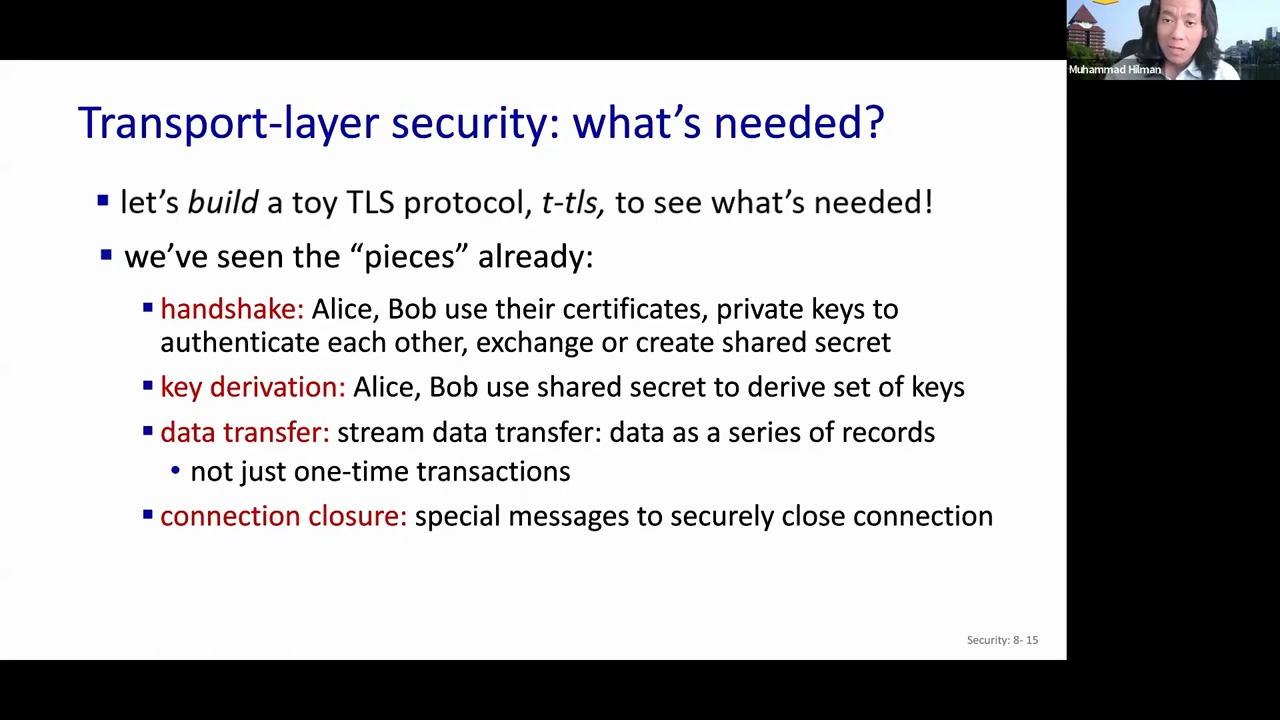 Muhammad Hilman
Transport-layer security: what's needed?
▪ let's build a toy TLS protocol, t-tls, to see what's needed!
▪ we've seen the “pieces” already:
▪ handshake: Alice, Bob use their certificates, private keys to
authenticate each other, exchange or create shared secret
▪ key derivation: Alice, Bob use shared secret to derive set of keys
▪ data transfer: stream data transfer: data as a series of records
• not just one-time transactions
▪ connection closure: special messages to securely close connection
Security: 8- 15